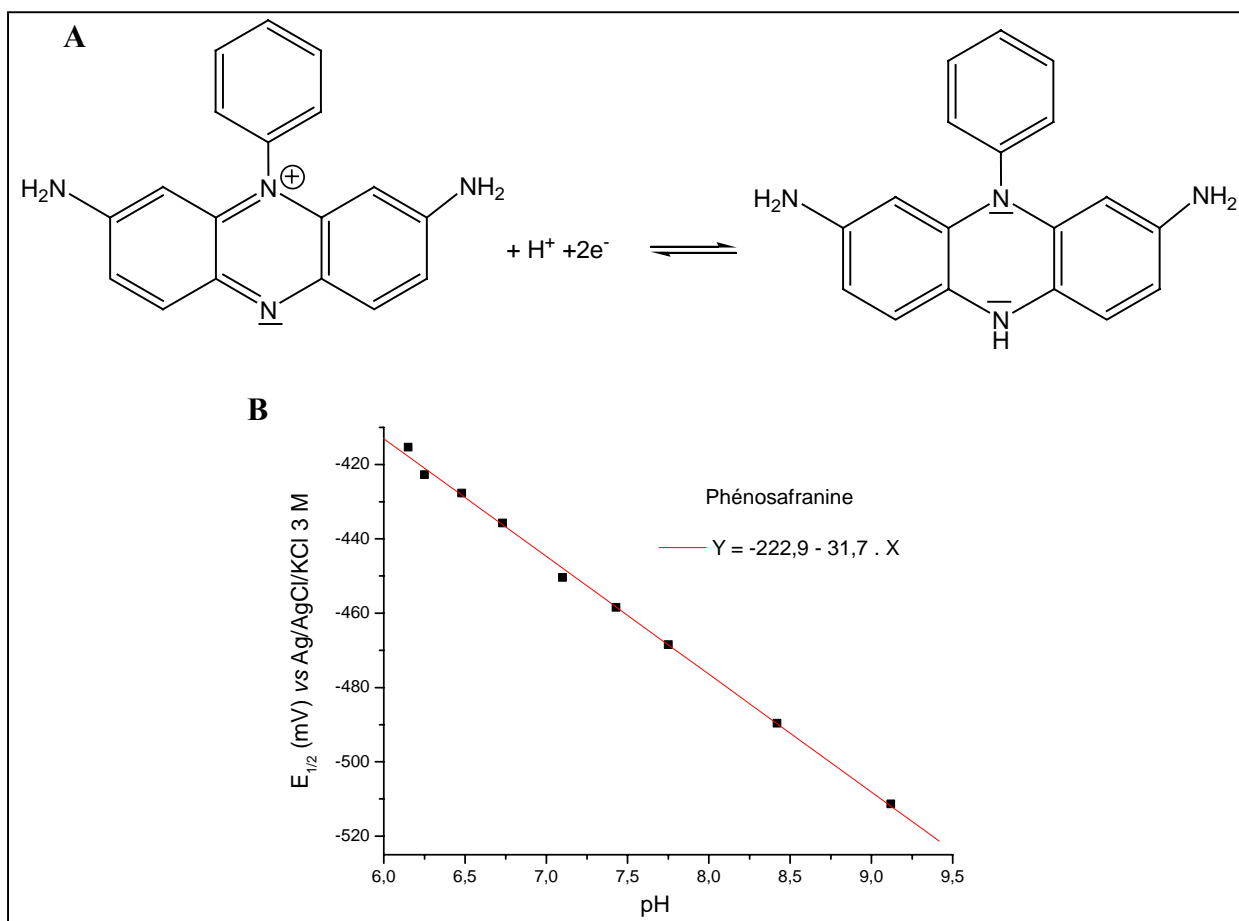 A
H₂N
N
⊕
NH₂
N
+ H⁺ +2e⁻
H₂N
N
NH₂
N
H
B
E₁/₂ (mV) vs Ag/AgCl/KCl 3 M
-420
-440
-460
-480
-500
-520
Phénosafranine
Y = -222,9 - 31,7 . X
6,0 6,5 7,0 7,5 8,0 8,5 9,0 9,5
pH